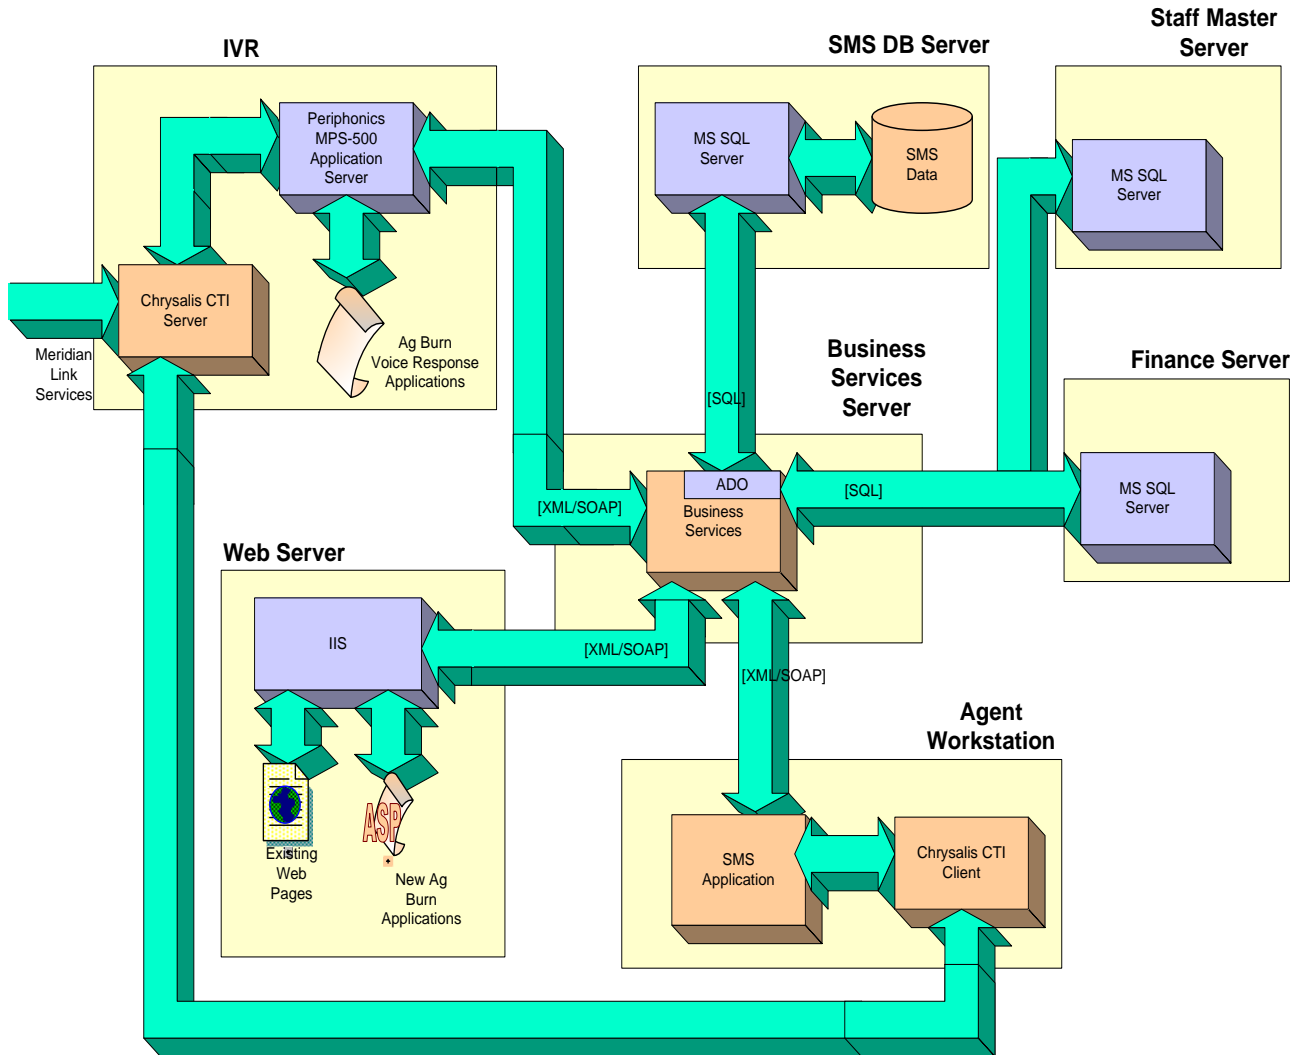 Staff Master
Server
IVR
SMS DB Server
Periphonics
MPS-500
Application
Server
MS SQL
Server
SMS
Data
MS SQL
Server
Chrysalis CTI
Server
Meridian
Link
Services
Ag Burn
Voice Response
Applications
Business
Services
Server
Finance Server
[SQL]
ADO
Business
Services
[SQL]
MS SQL
Server
[XML/SOAP]
Web Server
IIS
[XML/SOAP]
[XML/SOAP]
Agent
Workstation
ASP
Existing
Web
Pages
New Ag
Burn
Applications
SMS
Application
Chrysalis CTI
Client